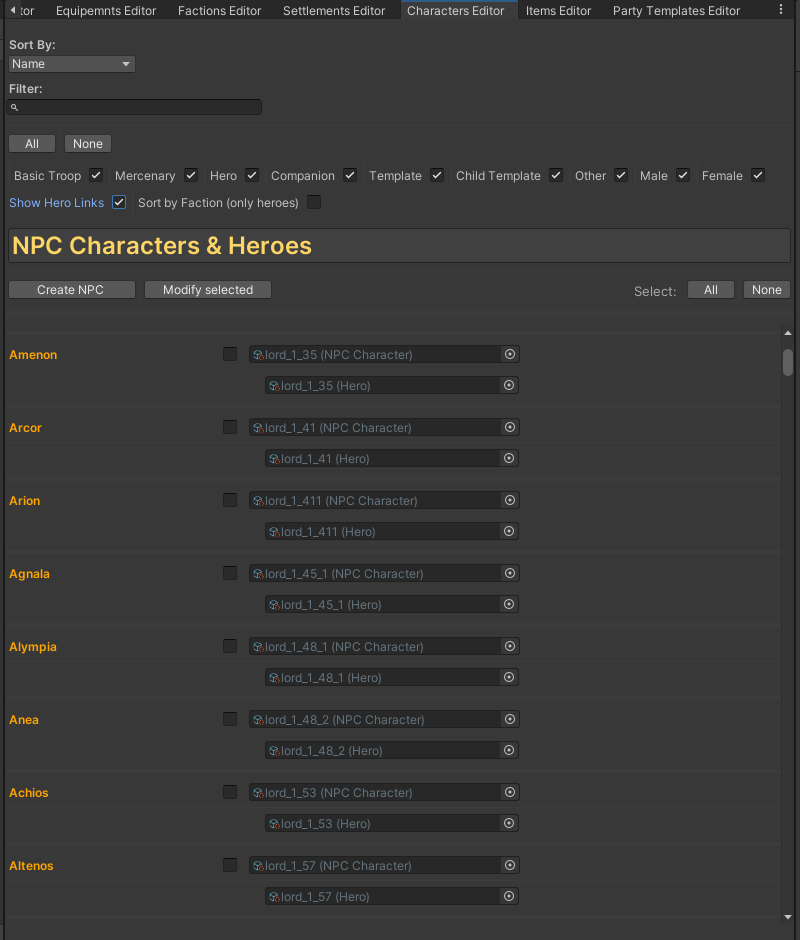 tor Equipemnts Editor Factions Editor Settlements Editor Characters Editor Items Editor Party Templates Editor
Sort By:
Name
Filter:
All None
Basic Troop Mercenary Hero Companion Template Child Template Other Male Female
Show Hero Links Sort by Faction (only heroes)
NPC Characters & Heroes
Create NPC Modify selected Select: All None
Amenon lord_1_35 (NPC Character)
lord_1_35 (Hero)
Arcor lord_1_41 (NPC Character)
lord_1_41 (Hero)
Arion lord_1_411 (NPC Character)
lord_1_411 (Hero)
Agnala lord_1_45_1 (NPC Character)
lord_1_45_1 (Hero)
Alympia lord_1_48_1 (NPC Character)
lord_1_48_1 (Hero)
Anea lord_1_48_2 (NPC Character)
lord_1_48_2 (Hero)
Achios lord_1_53 (NPC Character)
lord_1_53 (Hero)
Altenos lord_1_57 (NPC Character)
lord_1_57 (Hero)